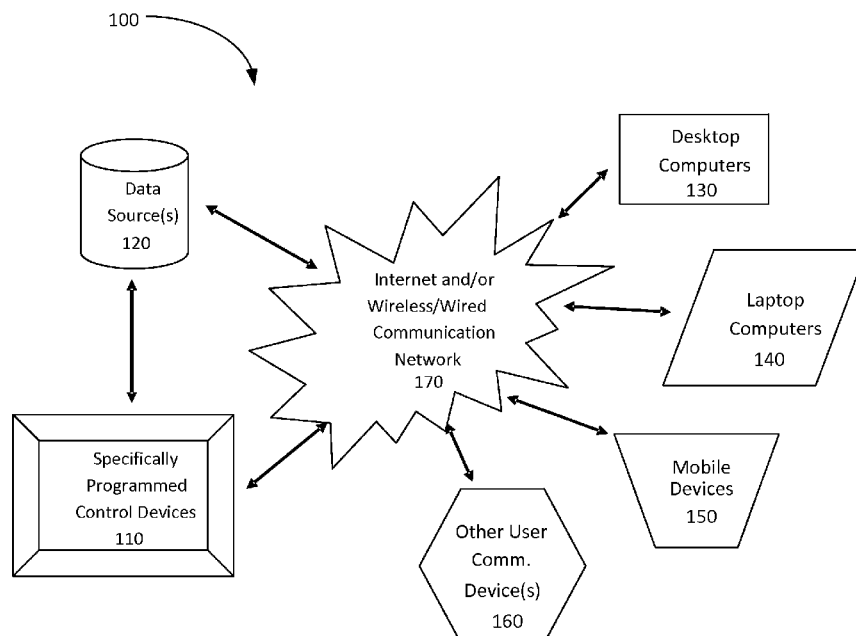 100
Data
Source(s)
120
Desktop
Computers
130
Internet and/or
Wireless/Wired
Communication
Network
170
Laptop
Computers
140
Specifically
Programmed
Control Devices
110
Mobile
Devices
150
Other User
Comm.
Device(s)
160